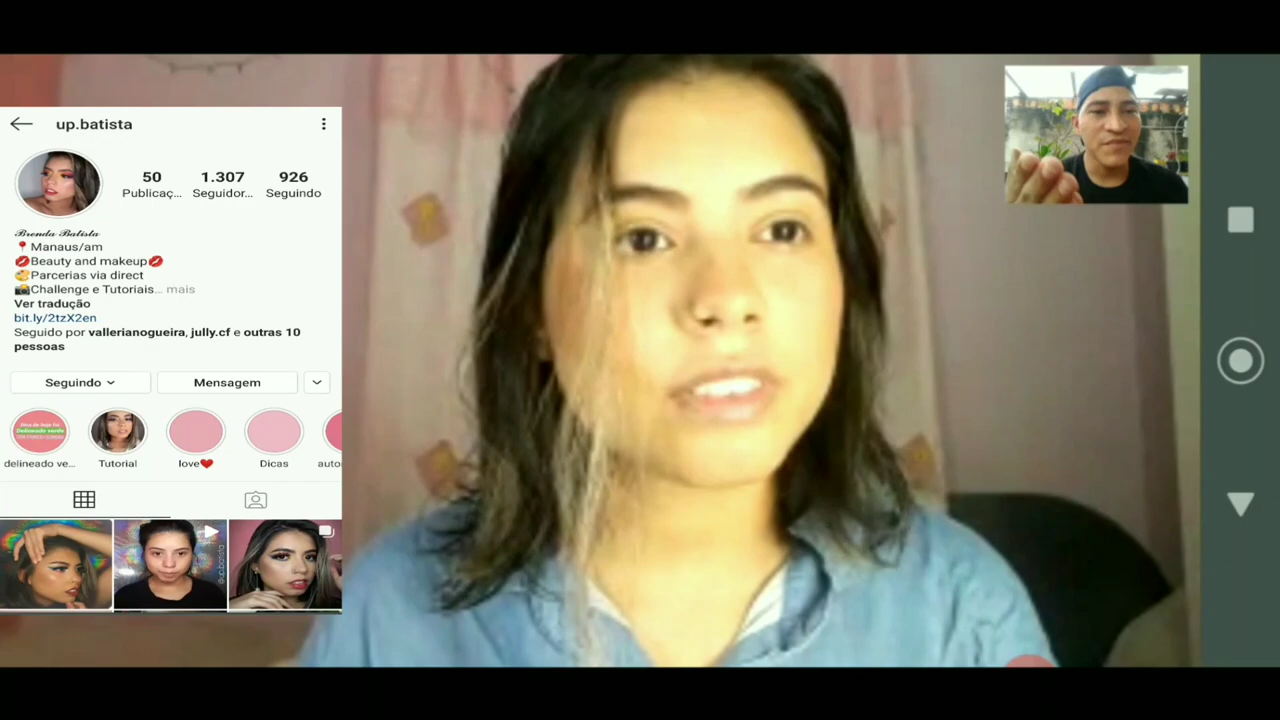 up.batista
50
1.307
926
Publicaç...
Seguidor...
Seguindo
Brenda Batista
📍Manaus/am
💋Beauty and makeup💋
🎨Parcerias via direct
📸Challenge e Tutoriais... mais
Ver tradução
bit.ly/2tzX2en
Seguido por vallerianogueira, jully.cf e outras 10
pessoas
Seguindo
Mensagem
Delineado verde
delineado ve...
Tutorial
love❤️
Dicas
auto